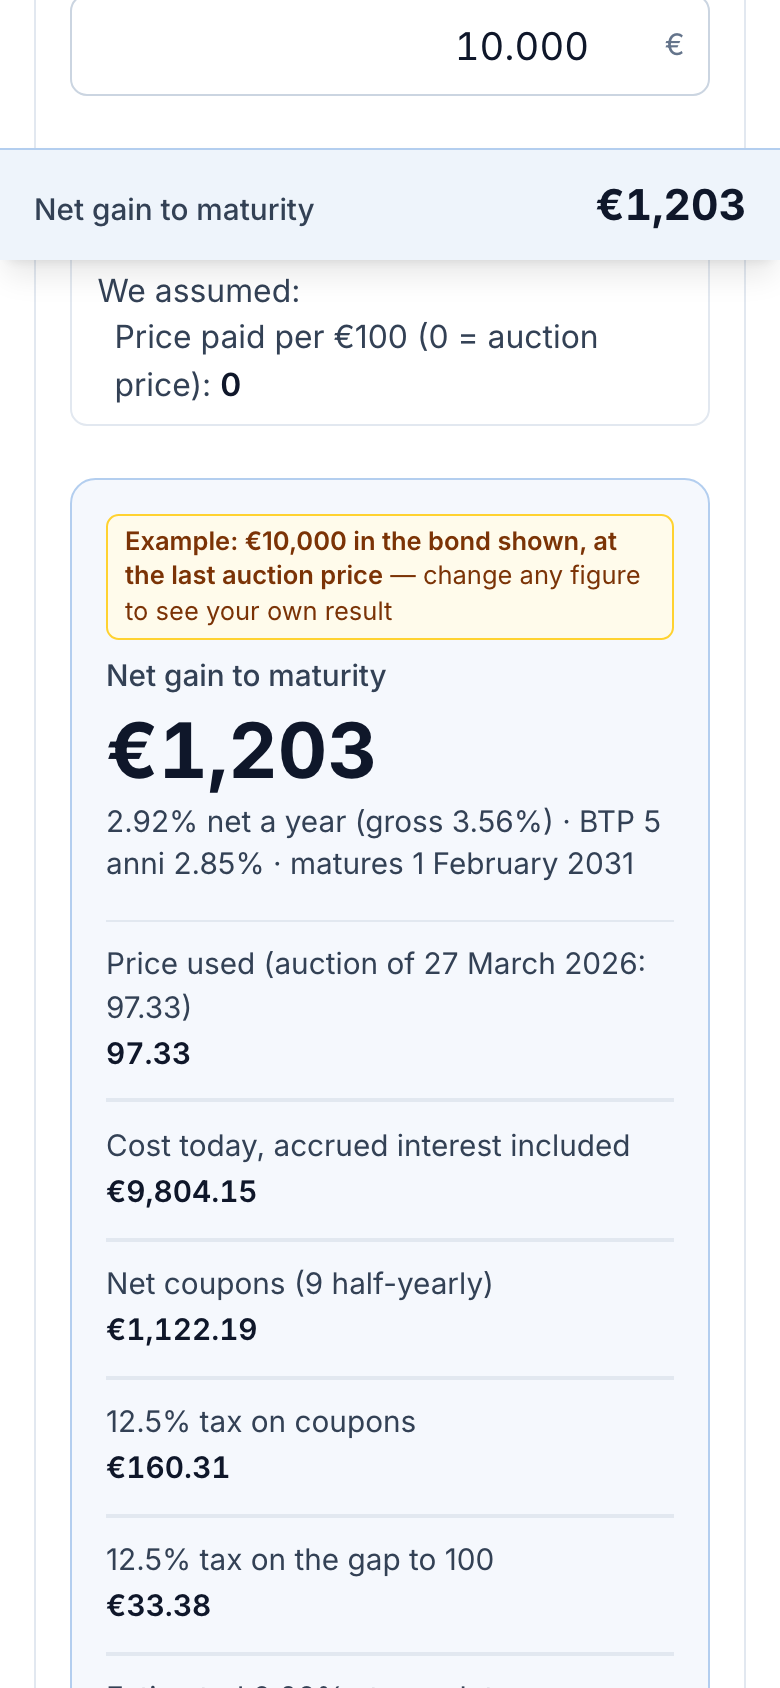 10.000 €
Net gain to maturity €1,203
We assumed:
Price paid per €100 (0 = auction
price): 0
Example: €10,000 in the bond shown, at
the last auction price — change any figure
to see your own result
Net gain to maturity
€1,203
2.92% net a year (gross 3.56%) · BTP 5
anni 2.85% · matures 1 February 2031
Price used (auction of 27 March 2026:
97.33)
97.33
Cost today, accrued interest included
€9,804.15
Net coupons (9 half-yearly)
€1,122.19
12.5% tax on coupons
€160.31
12.5% tax on the gap to 100
€33.38